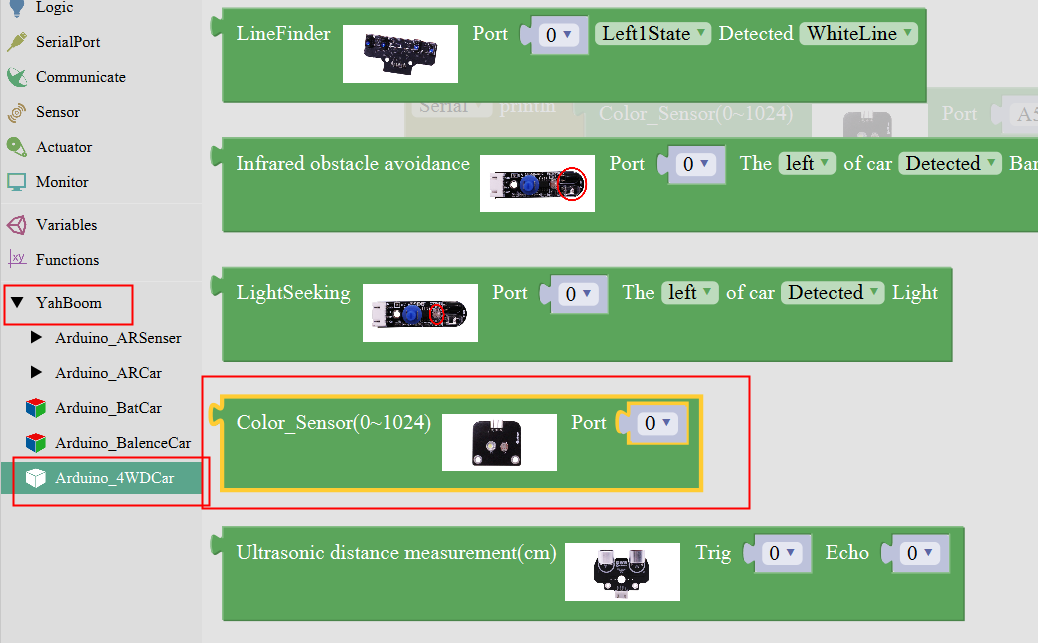 Logic
SerialPort
Communicate
Sensor
Actuator
Monitor
Variables
Functions
YahBoom
Arduino_ARSenser
Arduino_ARCar
Arduino_BatCar
Arduino_BalenceCar
Arduino_4WDCar
LineFinder Port 0 Left1State Detected WhiteLine
Serial println Color_Sensor(0~1024) Port A5
Infrared obstacle avoidance Port 0 The left of car Detected Bar
LightSeeking Port 0 The left of car Detected Light
Color_Sensor(0~1024) Port 0
Ultrasonic distance measurement(cm) Trig 0 Echo 0